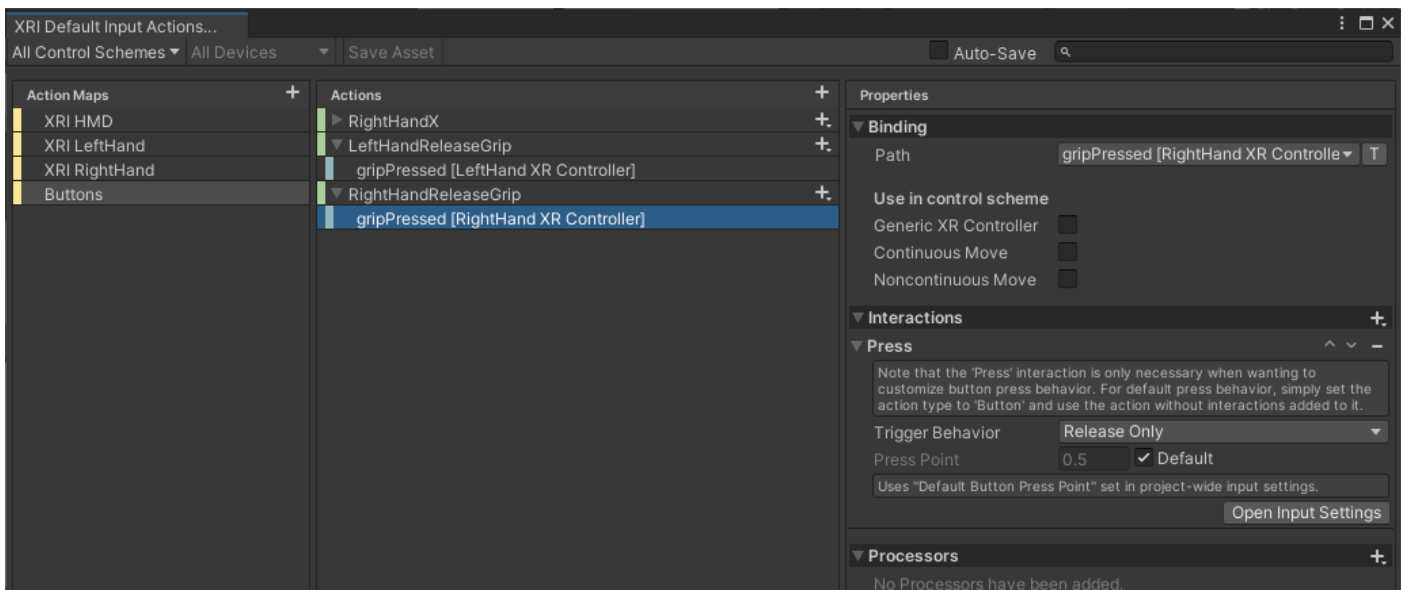 XRI Default Input Actions...
All Control Schemes All Devices Save Asset Auto-Save
Action Maps
XRI HMD
XRI LeftHand
XRI RightHand
Buttons
Actions
RightHandX
LeftHandReleaseGrip
gripPressed [LeftHand XR Controller]
RightHandReleaseGrip
gripPressed [RightHand XR Controller]
Properties
Binding
Path gripPressed [RightHand XR Controlle T
Use in control scheme
Generic XR Controller
Continuous Move
Noncontinuous Move
Interactions
Press
Note that the 'Press' interaction is only necessary when wanting to
customize button press behavior. For default press behavior, simply set the
action type to 'Button' and use the action without interactions added to it.
Trigger Behavior Release Only
Press Point 0.5 Default
Uses "Default Button Press Point" set in project-wide input settings.
Open Input Settings
Processors
No Processors have been added.